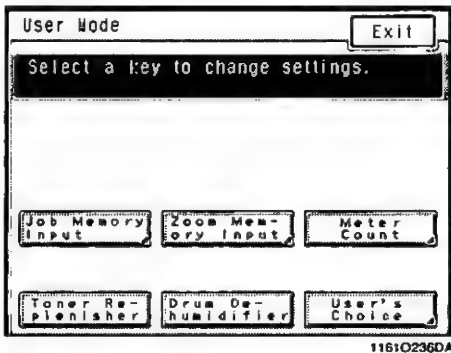 User Mode
Exit
Select a key to change settings.
Job Memory Zoom Mem- Meter
Input ory Input Count
Toner Re- Drum De- User's
plenisher humidifier Choice
1161O236DA